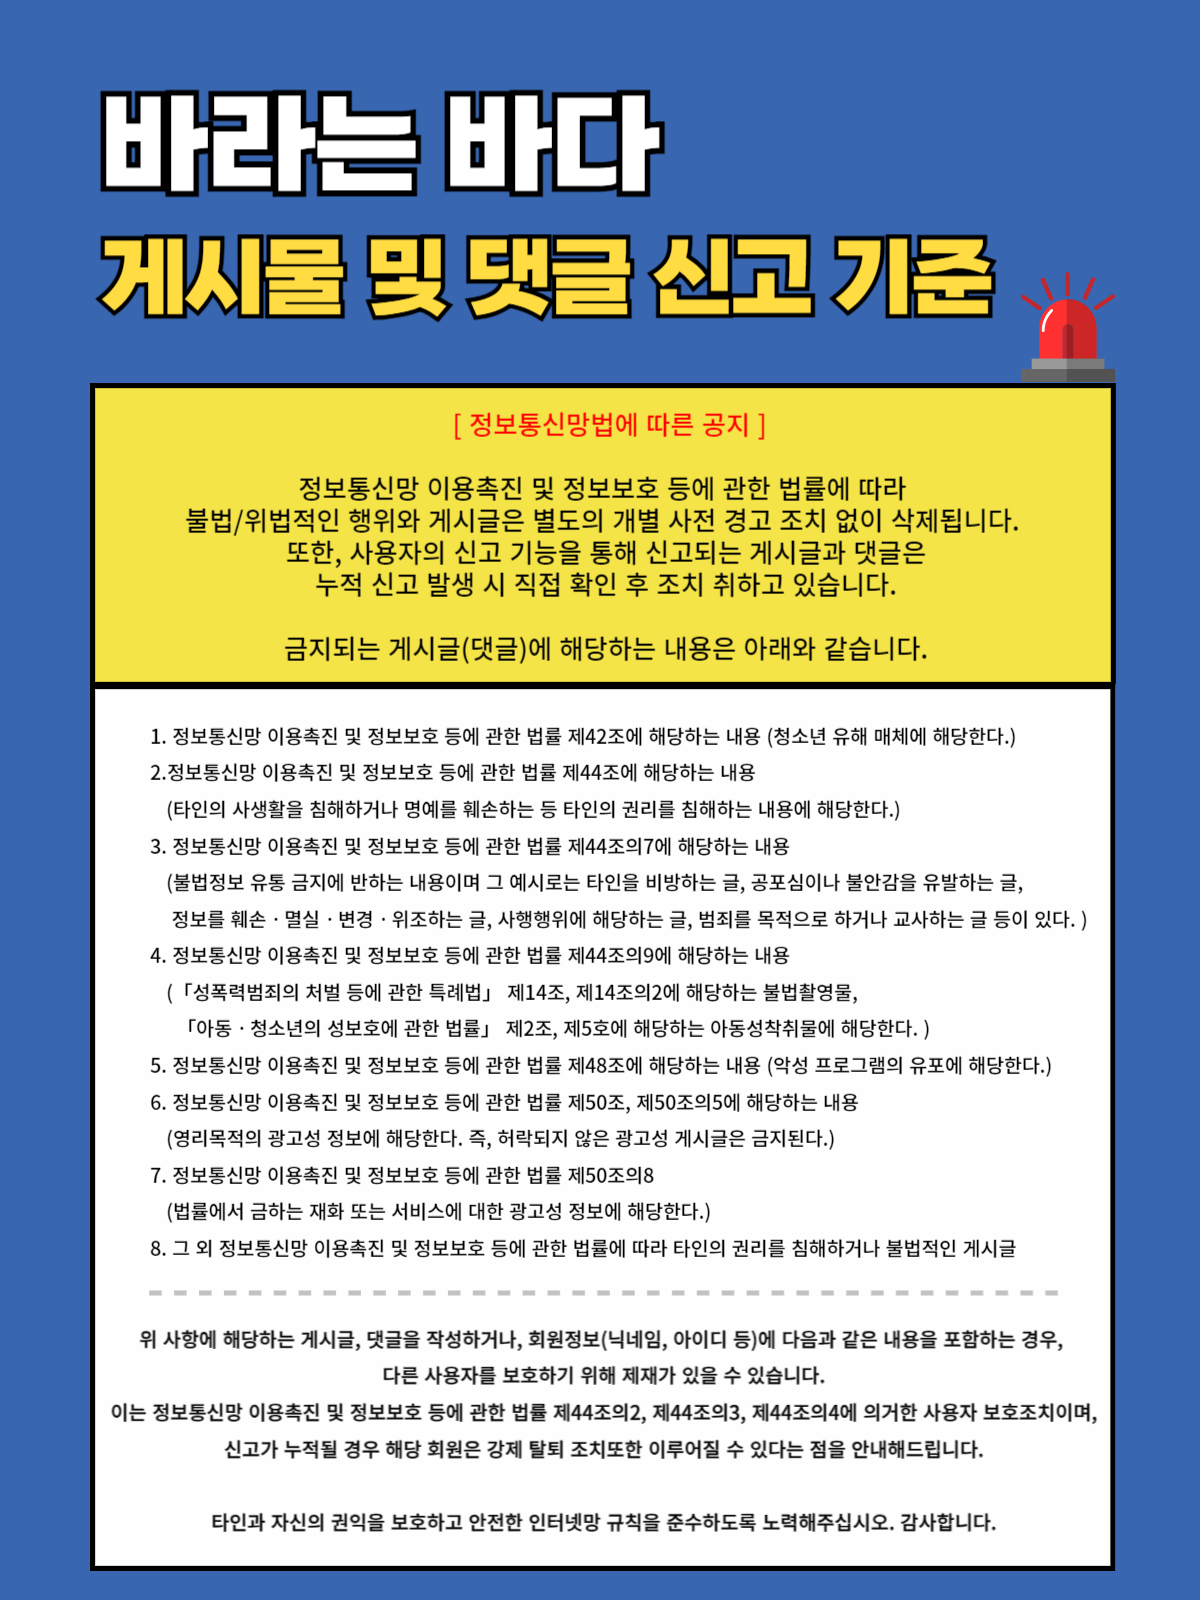 바라는 바다
게시물 및 댓글 신고 기준
[ 정보통신망법에 따른 공지 ]
정보통신망 이용촉진 및 정보보호 등에 관한 법률에 따라
불법/위법적인 행위와 게시글은 별도의 개별 사전 경고 조치 없이 삭제됩니다.
또한, 사용자의 신고 기능을 통해 신고되는 게시글과 댓글은
누적 신고 발생 시 직접 확인 후 조치 취하고 있습니다.
금지되는 게시글(댓글)에 해당하는 내용은 아래와 같습니다.
1. 정보통신망 이용촉진 및 정보보호 등에 관한 법률 제42조에 해당하는 내용 (청소년 유해 매체에 해당한다.)
2.정보통신망 이용촉진 및 정보보호 등에 관한 법률 제44조에 해당하는 내용
(타인의 사생활을 침해하거나 명예를 훼손하는 등 타인의 권리를 침해하는 내용에 해당한다.)
3. 정보통신망 이용촉진 및 정보보호 등에 관한 법률 제44조의7에 해당하는 내용
(불법정보 유통 금지에 반하는 내용이며 그 예시로는 타인을 비방하는 글, 공포심이나 불안감을 유발하는 글,
정보를 훼손ㆍ멸실ㆍ변경ㆍ위조하는 글, 사행행위에 해당하는 글, 범죄를 목적으로 하거나 교사하는 글 등이 있다. )
4. 정보통신망 이용촉진 및 정보보호 등에 관한 법률 제44조의9에 해당하는 내용
(「성폭력범죄의 처벌 등에 관한 특례법」 제14조, 제14조의2에 해당하는 불법촬영물,
「아동ㆍ청소년의 성보호에 관한 법률」 제2조, 제5호에 해당하는 아동성착취물에 해당한다. )
5. 정보통신망 이용촉진 및 정보보호 등에 관한 법률 제48조에 해당하는 내용 (악성 프로그램의 유포에 해당한다.)
6. 정보통신망 이용촉진 및 정보보호 등에 관한 법률 제50조, 제50조의5에 해당하는 내용
(영리목적의 광고성 정보에 해당한다. 즉, 허락되지 않은 광고성 게시글은 금지된다.)
7. 정보통신망 이용촉진 및 정보보호 등에 관한 법률 제50조의8
(법률에서 금하는 재화 또는 서비스에 대한 광고성 정보에 해당한다.)
8. 그 외 정보통신망 이용촉진 및 정보보호 등에 관한 법률에 따라 타인의 권리를 침해하거나 불법적인 게시글
위 사항에 해당하는 게시글, 댓글을 작성하거나, 회원정보(닉네임, 아이디 등)에 다음과 같은 내용을 포함하는 경우,
다른 사용자를 보호하기 위해 제재가 있을 수 있습니다.
이는 정보통신망 이용촉진 및 정보보호 등에 관한 법률 제44조의2, 제44조의3, 제44조의4에 의거한 사용자 보호조치이며,
신고가 누적될 경우 해당 회원은 강제 탈퇴 조치또한 이루어질 수 있다는 점을 안내해드립니다.
타인과 자신의 권익을 보호하고 안전한 인터넷망 규칙을 준수하도록 노력해주십시오. 감사합니다.